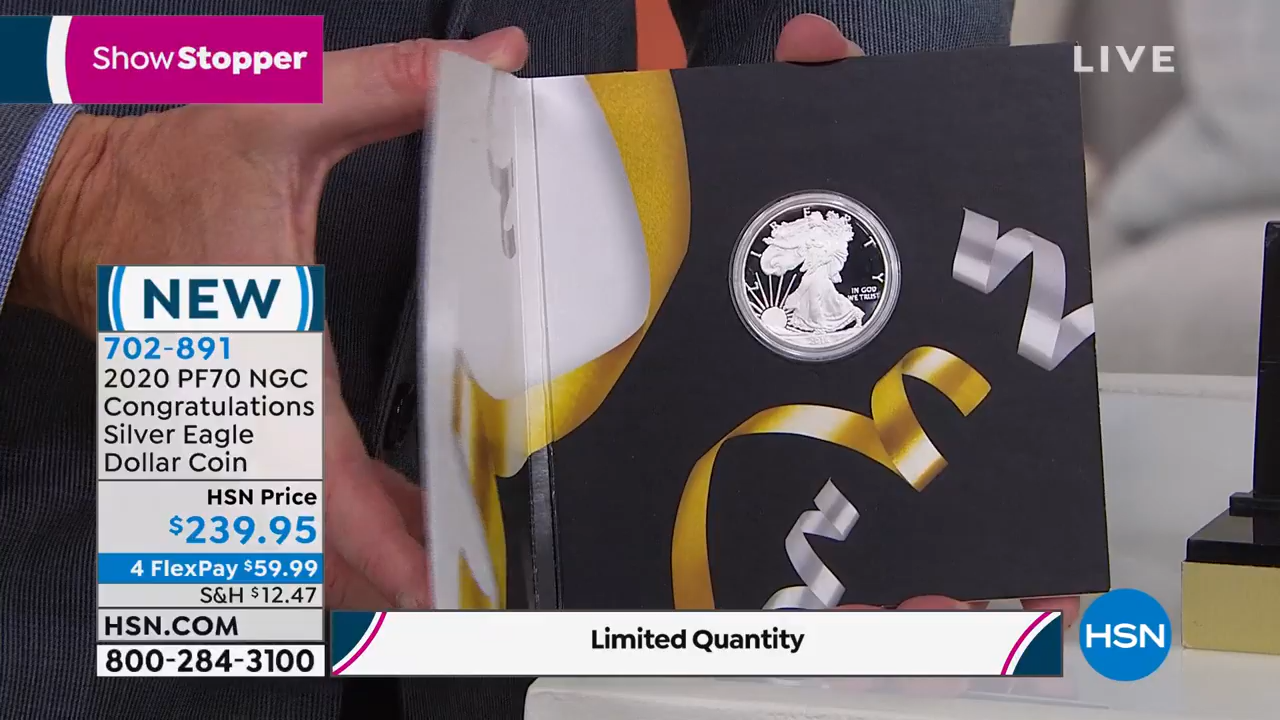 ShowStopper
LIVE
NEW
702-891
2020 PF70 NGC
Congratulations
Silver Eagle
Dollar Coin
HSN Price
$239.95
4 FlexPay $59.99
S&H $12.47
HSN.COM
800-284-3100
LIBERTY
IN GOD
WE TRUST
Limited Quantity
HSN